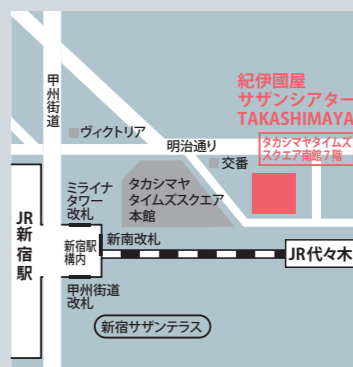 甲州街道
紀伊國屋
サザンシアター
TAKASHIMAYA
ヴィクトリア
明治通り
タカシマヤタイムズ
スクエア南館7階
交番
ミライナ
タワー
改札
タカシマヤ
タイムズスクエア
本館
JR新宿駅
新宿駅
構内
新南改札
JR代々木
甲州街道
改札
新宿サザンテラス